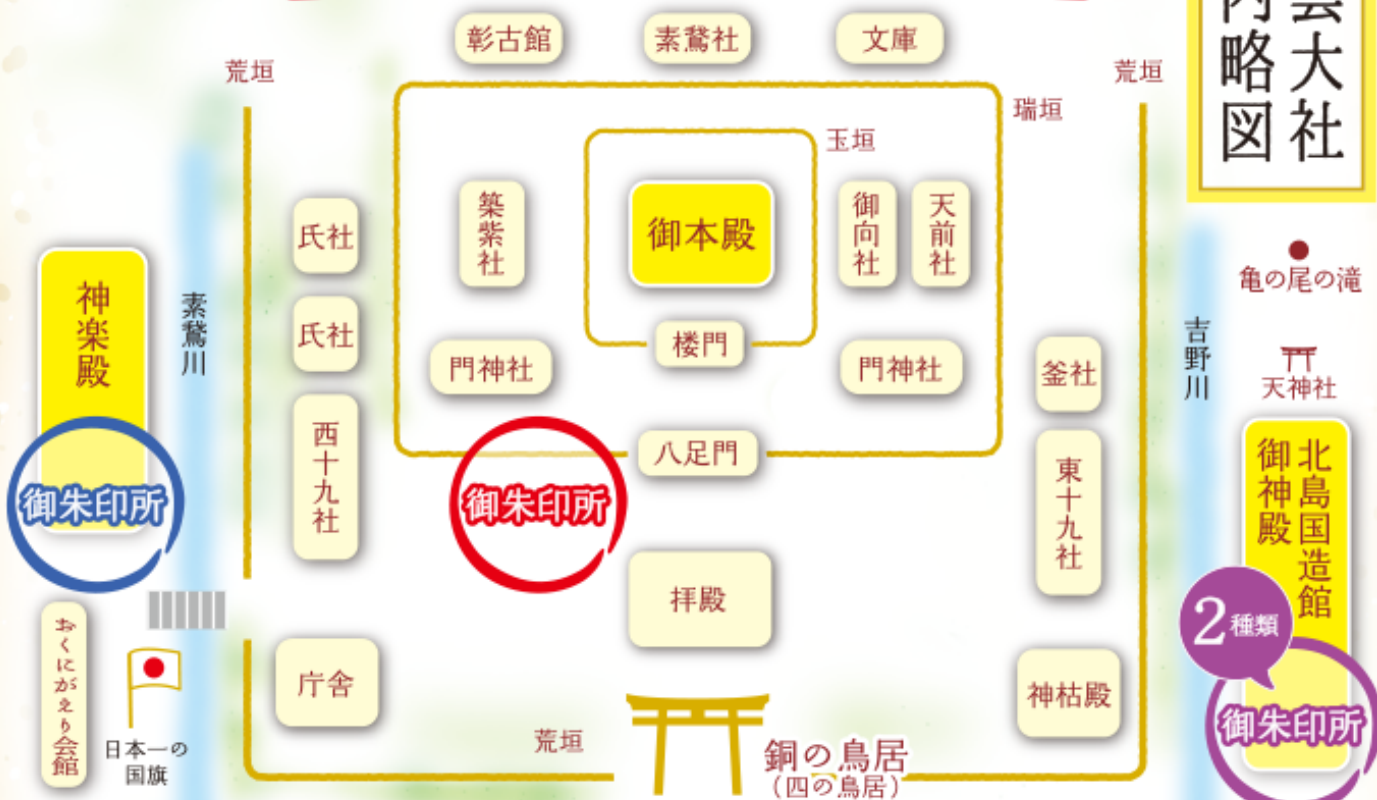 雲大社
内略図
彰古館
素鵞社
文庫
荒垣
荒垣
瑞垣
玉垣
築紫社
御本殿
御向社
天前社
氏社
氏社
楼門
門神社
門神社
釜社
神楽殿
素鵞川
吉野川
亀の尾の滝
天神社
西十九社
八足門
東十九社
北島国造館
御神殿
御朱印所
御朱印所
2種類
御朱印所
拝殿
庁舎
神枯殿
おくにがえり会館
日本一の
国旗
荒垣
銅の鳥居
(四の鳥居)